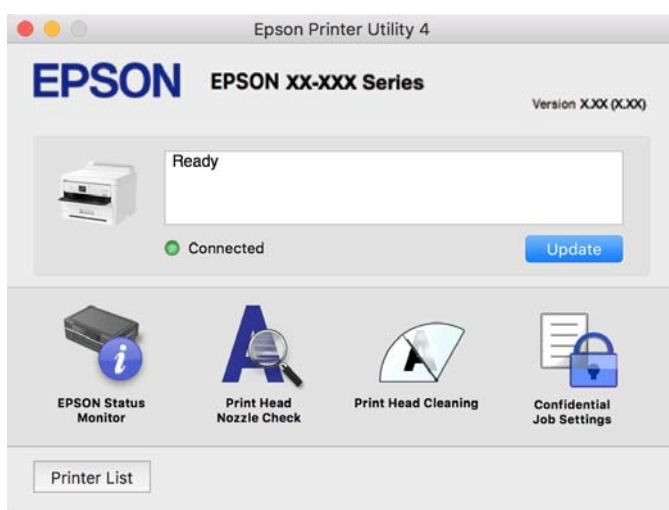 Epson Printer Utility 4
EPSON
EPSON XX-XXX Series
Version X.XX (X.XX)
Ready
Connected
Update
EPSON Status
Monitor
Print Head
Nozzle Check
Print Head Cleaning
Confidential
Job Settings
Printer List